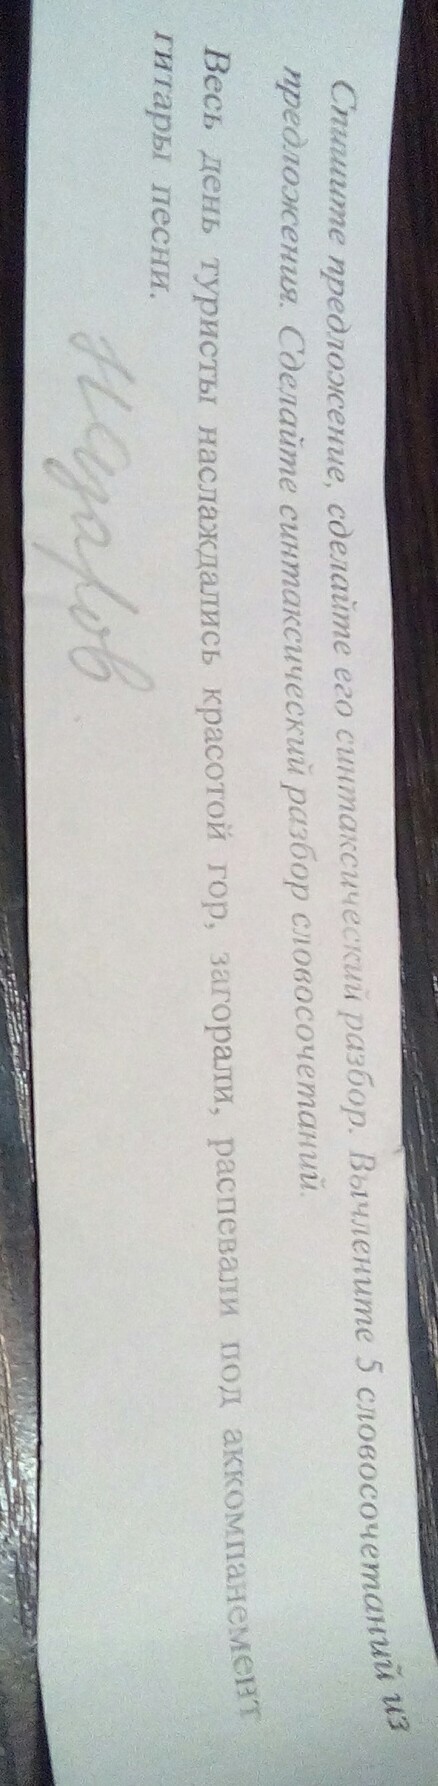 Спишите предложение, сделайте его синтаксический разбор. Вычлените 5 словосочетаний из
предложения. Сделайте синтаксический разбор словосочетаний.
Весь день туристы наслаждались красотой гор, загорали, распевали под аккомпанемент
гитары песни.
Назаров